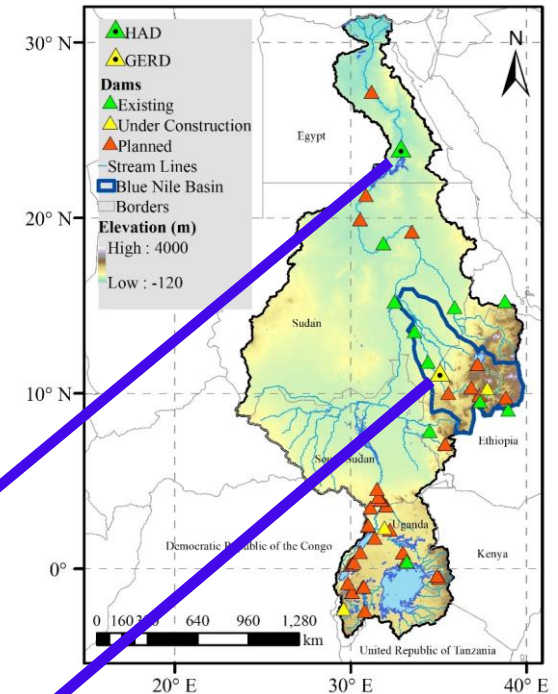 30° N
HAD
GERD
Dams
Existing
Under Construction
Planned
Stream Lines
Blue Nile Basin
Borders
Elevation (m)
High : 4000
Low : -120
N
Egypt
20° N
Sudan
10° N
Ethiopia
Sudan
Uganda
Democratic Republic of the Congo
Kenya
0°
0 160 640 960 1,280
km
United Republic of Tanzania
20° E 30° E 40° E